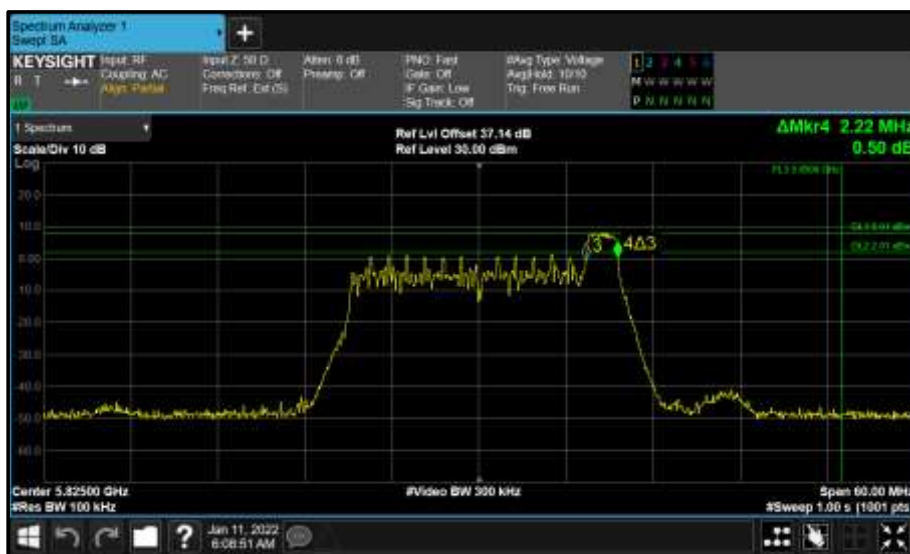 Spectrum Analyzer 1
Swept SA
+
KEYSIGHT
R T
Input: RF
Coupling: AC
Align: Partial
Input Z: 50 Ω
Corrections: Off
Freq Ref: Ext (S)
Atten: 8 dB
Preamp: Off
PNO: Fast
Gate: Off
IF Gain: Low
Sig Track: Off
#Avg Type: Voltage
Avg|Hold: 10/10
Trig: Free Run
1 2 3 4 5 6
M W W W W W
P N N N N N
1 Spectrum
Scale/Div 10 dB
Ref Lvl Offset 37.14 dB
Ref Level 30.00 dBm
ΔMkr4 2.22 MHz
0.50 dB
Log
20.0
10.0
0.00
-10.0
-20.0
-30.0
-40.0
-50.0
-60.0
3
4Δ3
Center 5.82500 GHz
#Res BW 100 kHz
#Video BW 300 kHz
Span 60.00 MHz
#Sweep 1.00 s (1001 pts
?
Jan 11, 2022
6:08:51 AM